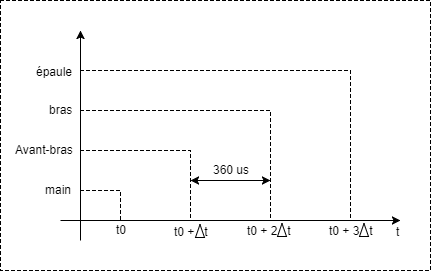 épaule
bras
Avant-bras
360 us
main
t0
t0 +Δt
t0 + 2Δt
t0 + 3Δt
t